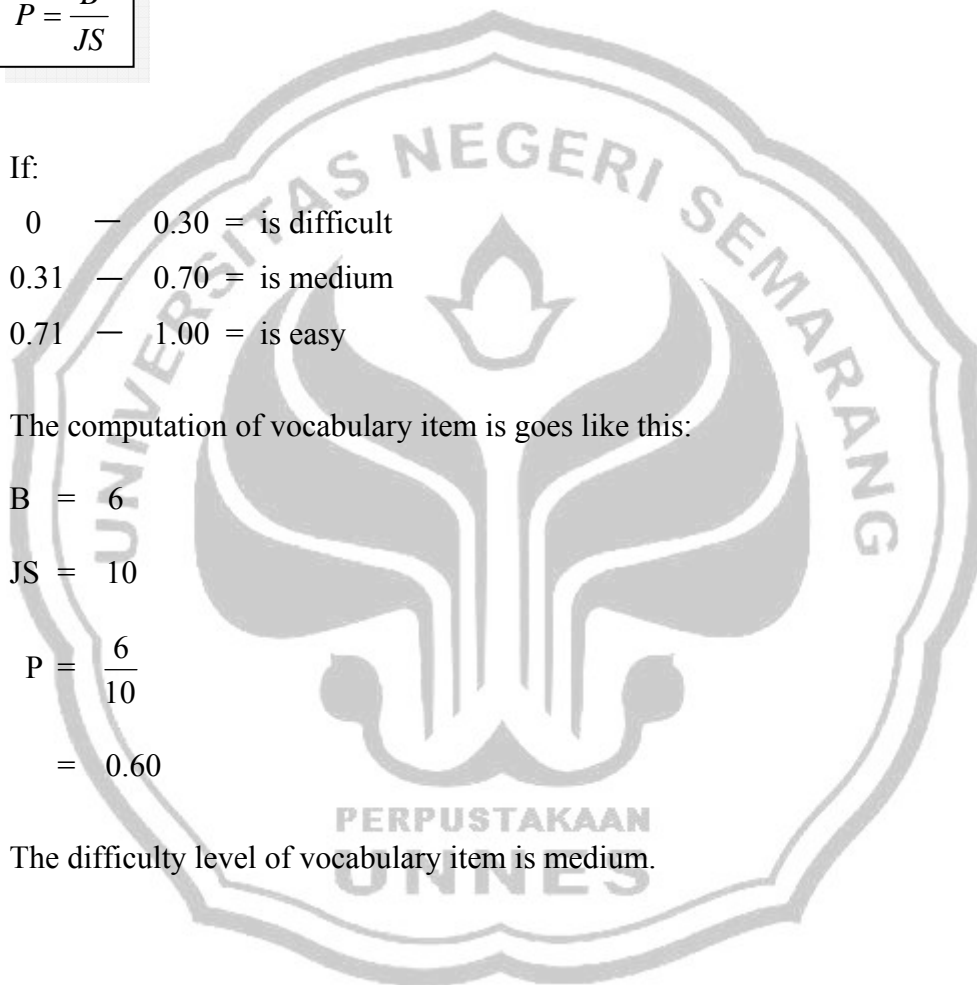 P = B
JS
If:
0 — 0.30 = is difficult
0.31 — 0.70 = is medium
0.71 — 1.00 = is easy
The computation of vocabulary item is goes like this:
B = 6
JS = 10
P = 6
10
= 0.60
The difficulty level of vocabulary item is medium.
UNIVERSITAS NEGERI SEMARANG
PERPUSTAKAAN
UNNES